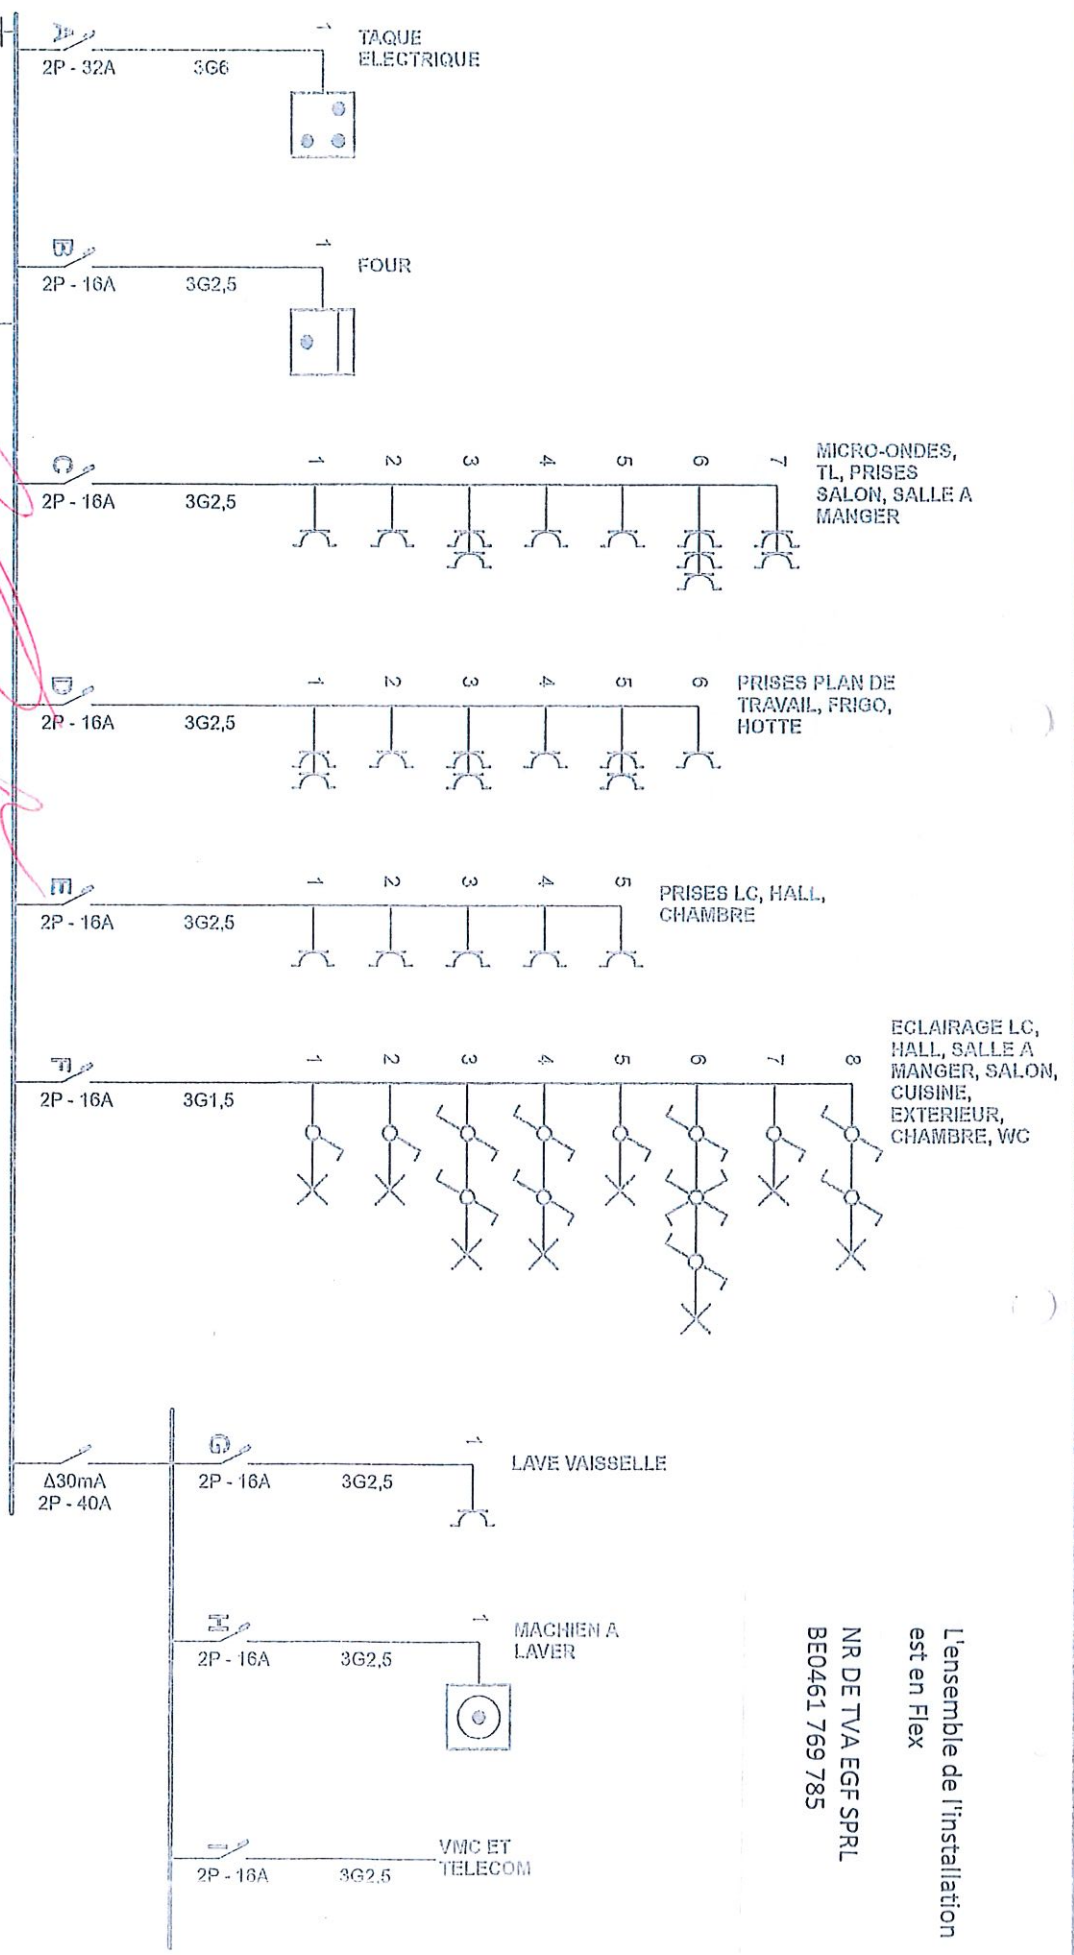 A
2P - 32A
3G6
1
TAQUE
ELECTRIQUE
B
2P - 16A
3G2,5
1
FOUR
C
2P - 16A
3G2,5
1 2 3 4 5 6 7
MICRO-ONDES,
TL, PRISES
SALON, SALLE A
MANGER
D
2P - 16A
3G2,5
1 2 3 4 5 6
PRISES PLAN DE
TRAVAIL, FRIGO,
HOTTE
E
2P - 16A
3G2,5
1 2 3 4 5
PRISES LC, HALL,
CHAMBRE
F
2P - 16A
3G1,5
1 2 3 4 5 6 7 8
ECLAIRAGE LC,
HALL, SALLE A
MANGER, SALON,
CUISINE,
EXTERIEUR,
CHAMBRE, WC
Δ30mA
2P - 40A
G
2P - 16A
3G2,5
1
LAVE VAISSELLE
H
2P - 16A
3G2,5
1
MACHIEN A
LAVER
I
2P - 16A
3G2,5
VMC ET
TELECOM
L'ensemble de l'installation
est en Flex
NR DE TVA EGF SPRL
BE0461 769 785